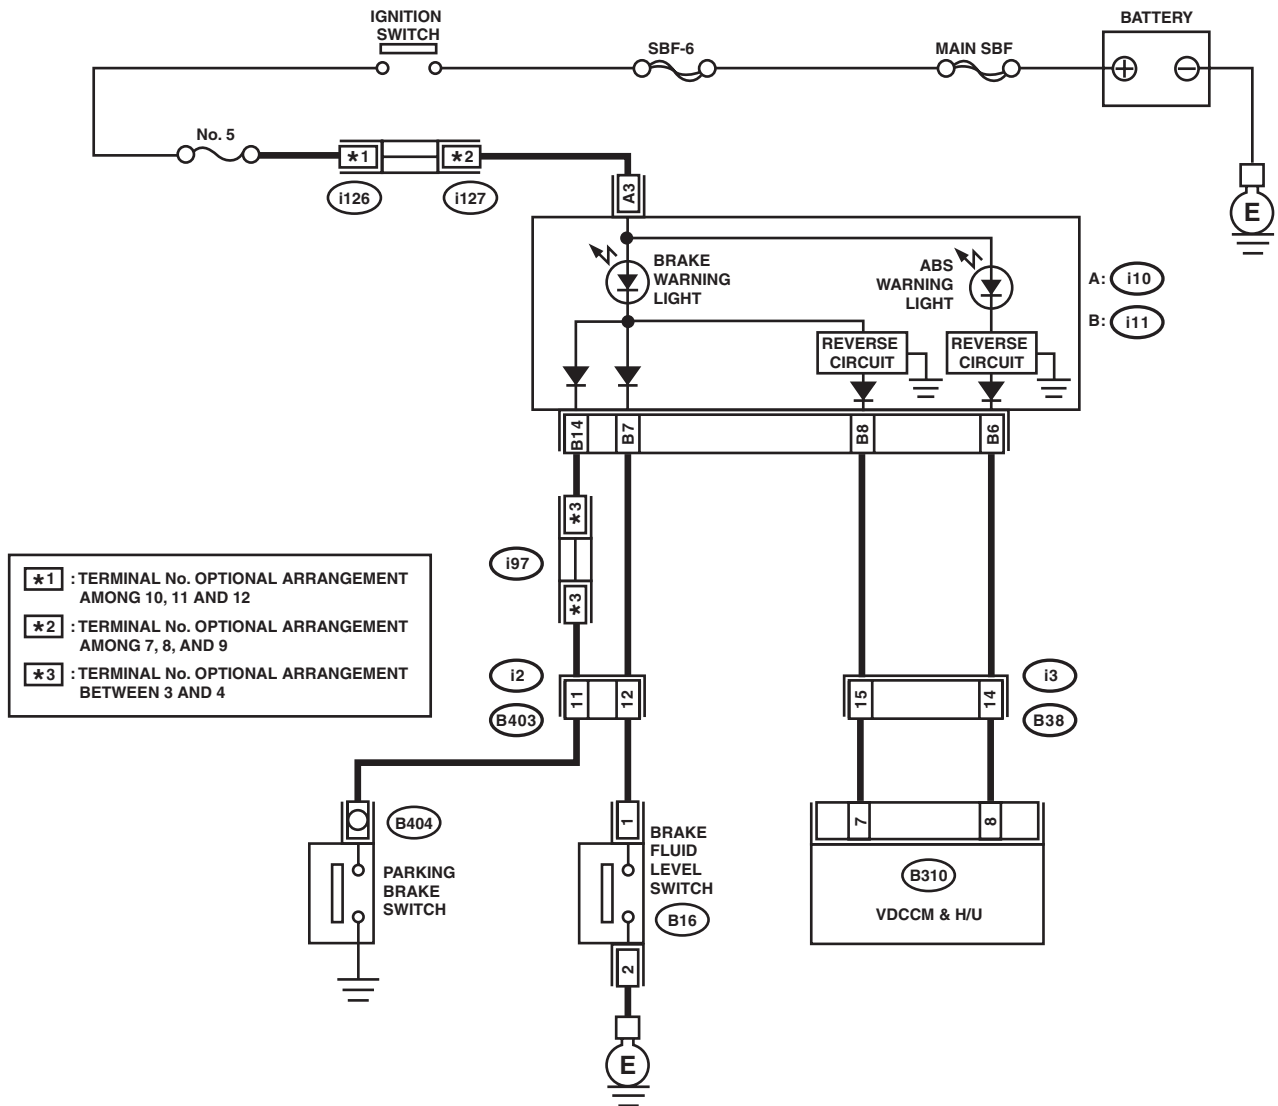 IGNITION
SWITCH
SBF-6
MAIN SBF
BATTERY
No. 5
*1
*2
i126
i127
A3
E
BRAKE
WARNING
LIGHT
ABS
WARNING
LIGHT
A: i10
B: i11
REVERSE
CIRCUIT
REVERSE
CIRCUIT
B14
B7
B8
B6
*3
i97
*3
*1 : TERMINAL No. OPTIONAL ARRANGEMENT
AMONG 10, 11 AND 12
*2 : TERMINAL No. OPTIONAL ARRANGEMENT
AMONG 7, 8, AND 9
*3 : TERMINAL No. OPTIONAL ARRANGEMENT
BETWEEN 3 AND 4
i2
B403
11
12
15
14
i3
B38
B404
PARKING
BRAKE
SWITCH
1
BRAKE
FLUID
LEVEL
SWITCH
B16
2
E
7
8
B310
VDCCM & H/U